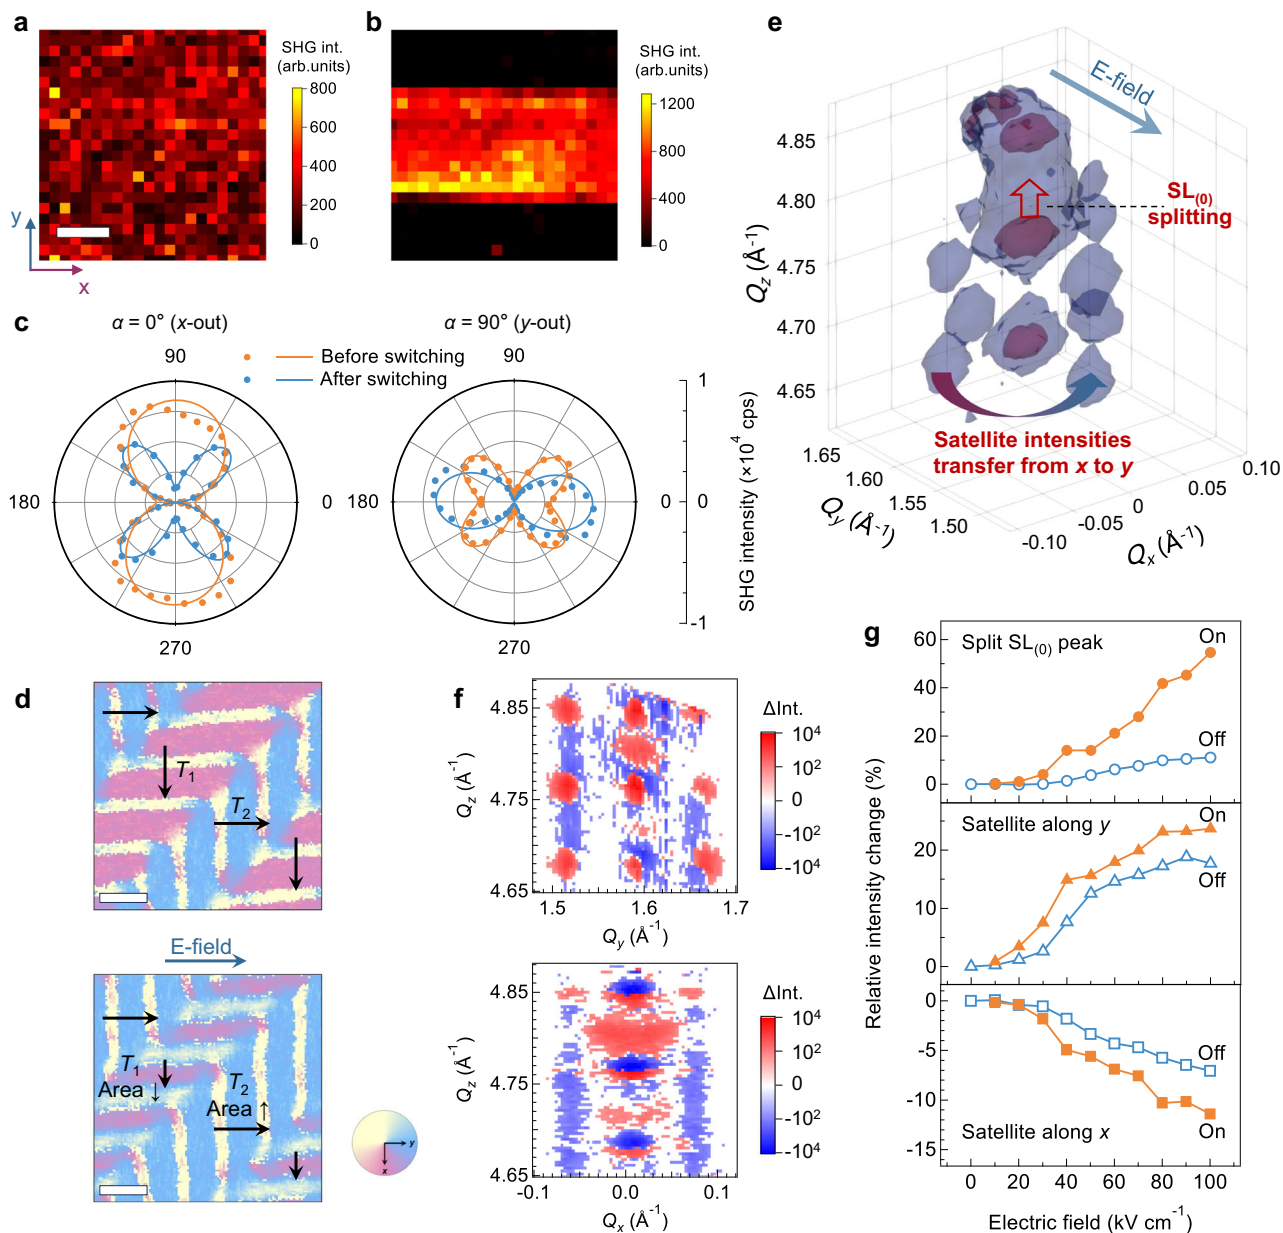 a
SHG int.
(arb.units)
800
600
400
200
0
y
x
b
SHG int.
(arb.units)
1200
800
400
0
c
α = 0° (x-out)
α = 90° (y-out)
90
90
Before switching
After switching
180
0
180
0
270
270
1
0
-1
SHG intensity (×10⁴ cps)
d
T₁
T₂
E-field
T₁
Area ↓
T₂
Area ↑
y
x
e
E-field
SL₍₀₎
splitting
Satellite intensities
transfer from x to y
4.85
4.80
4.75
4.70
4.65
Q_z (Å⁻¹)
1.65
1.60
1.55
1.50
Q_y (Å⁻¹)
-0.10
-0.05
0
0.05
0.10
Q_x (Å⁻¹)
f
4.85
4.75
4.65
Q_z (Å⁻¹)
1.5
1.6
1.7
Q_y (Å⁻¹)
ΔInt.
10⁴
10²
0
-10²
-10⁴
4.85
4.75
4.65
Q_z (Å⁻¹)
-0.1
0.0
0.1
Q_x (Å⁻¹)
ΔInt.
10⁴
10²
0
-10²
-10⁴
g
Relative intensity change (%)
60
40
20
0
Split SL₍₀₎ peak
On
Off
20
10
0
Satellite along y
On
Off
0
-5
-10
-15
Off
On
Satellite along x
0
20
40
60
80
100
Electric field (kV cm⁻¹)